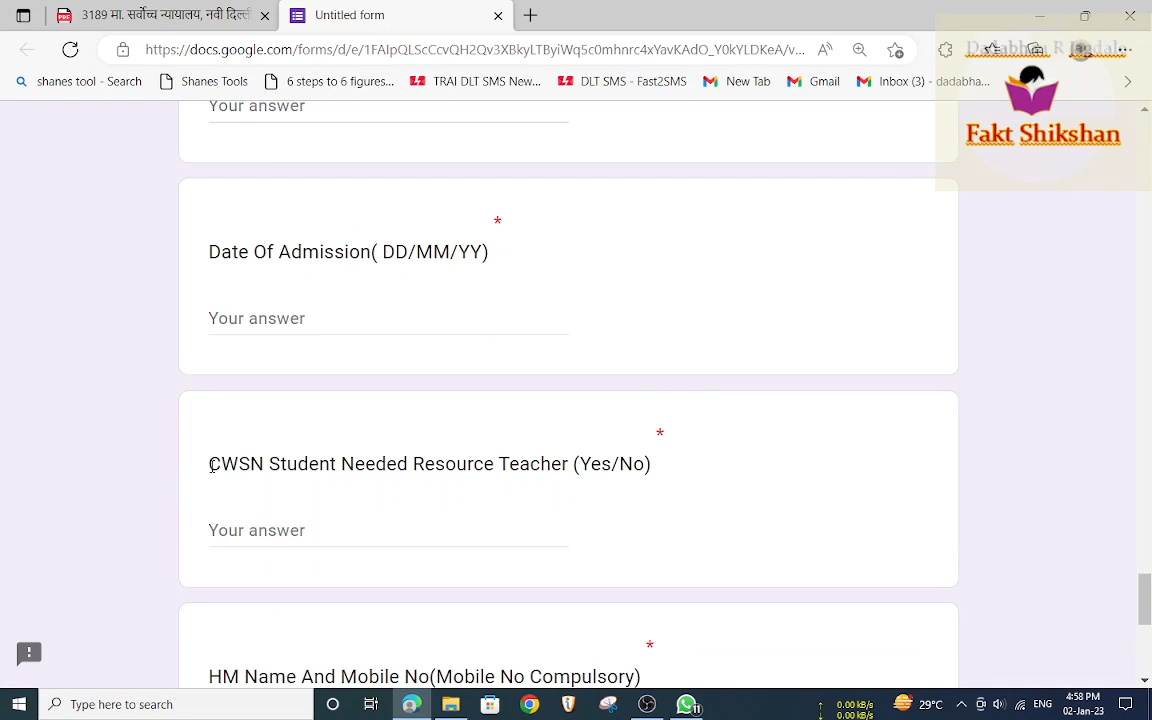 3189 मा. सर्वोच्च न्यायालय, नवी दिल्ली
Untitled form
https://docs.google.com/forms/d/e/1FAIpQLScCcvQH2Qv3XBkyLTByiWq5c0mhnrc4xYavKAdO_Y0kYLDKeA/v...
shanes tool - Search
Shanes Tools
6 steps to 6 figures...
TRAI DLT SMS New...
DLT SMS - Fast2SMS
New Tab
Gmail
Inbox (3) - dadabha...
Fakt Shikshan
Your answer
*
Date Of Admission( DD/MM/YY)
Your answer
*
CWSN Student Needed Resource Teacher (Yes/No)
Your answer
*
HM Name And Mobile No(Mobile No Compulsory)
Type here to search
11
0.00 kB/s
0.00 kB/s
29°C
ENG
4:58 PM
02-Jan-23